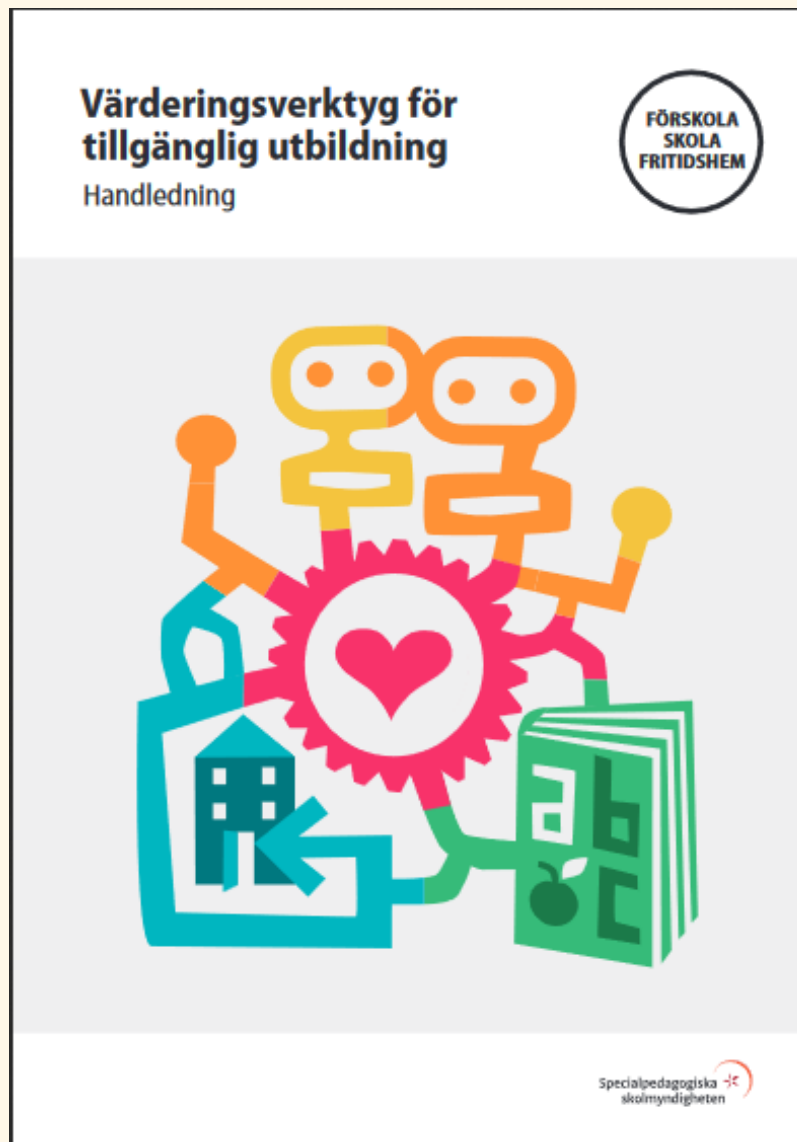 Värderingsverktyg för
tillgänglig utbildning
Handledning
FÖRSKOLA
SKOLA
FRITIDSHEM
a b
c
Specialpedagogiska
skolmyndigheten